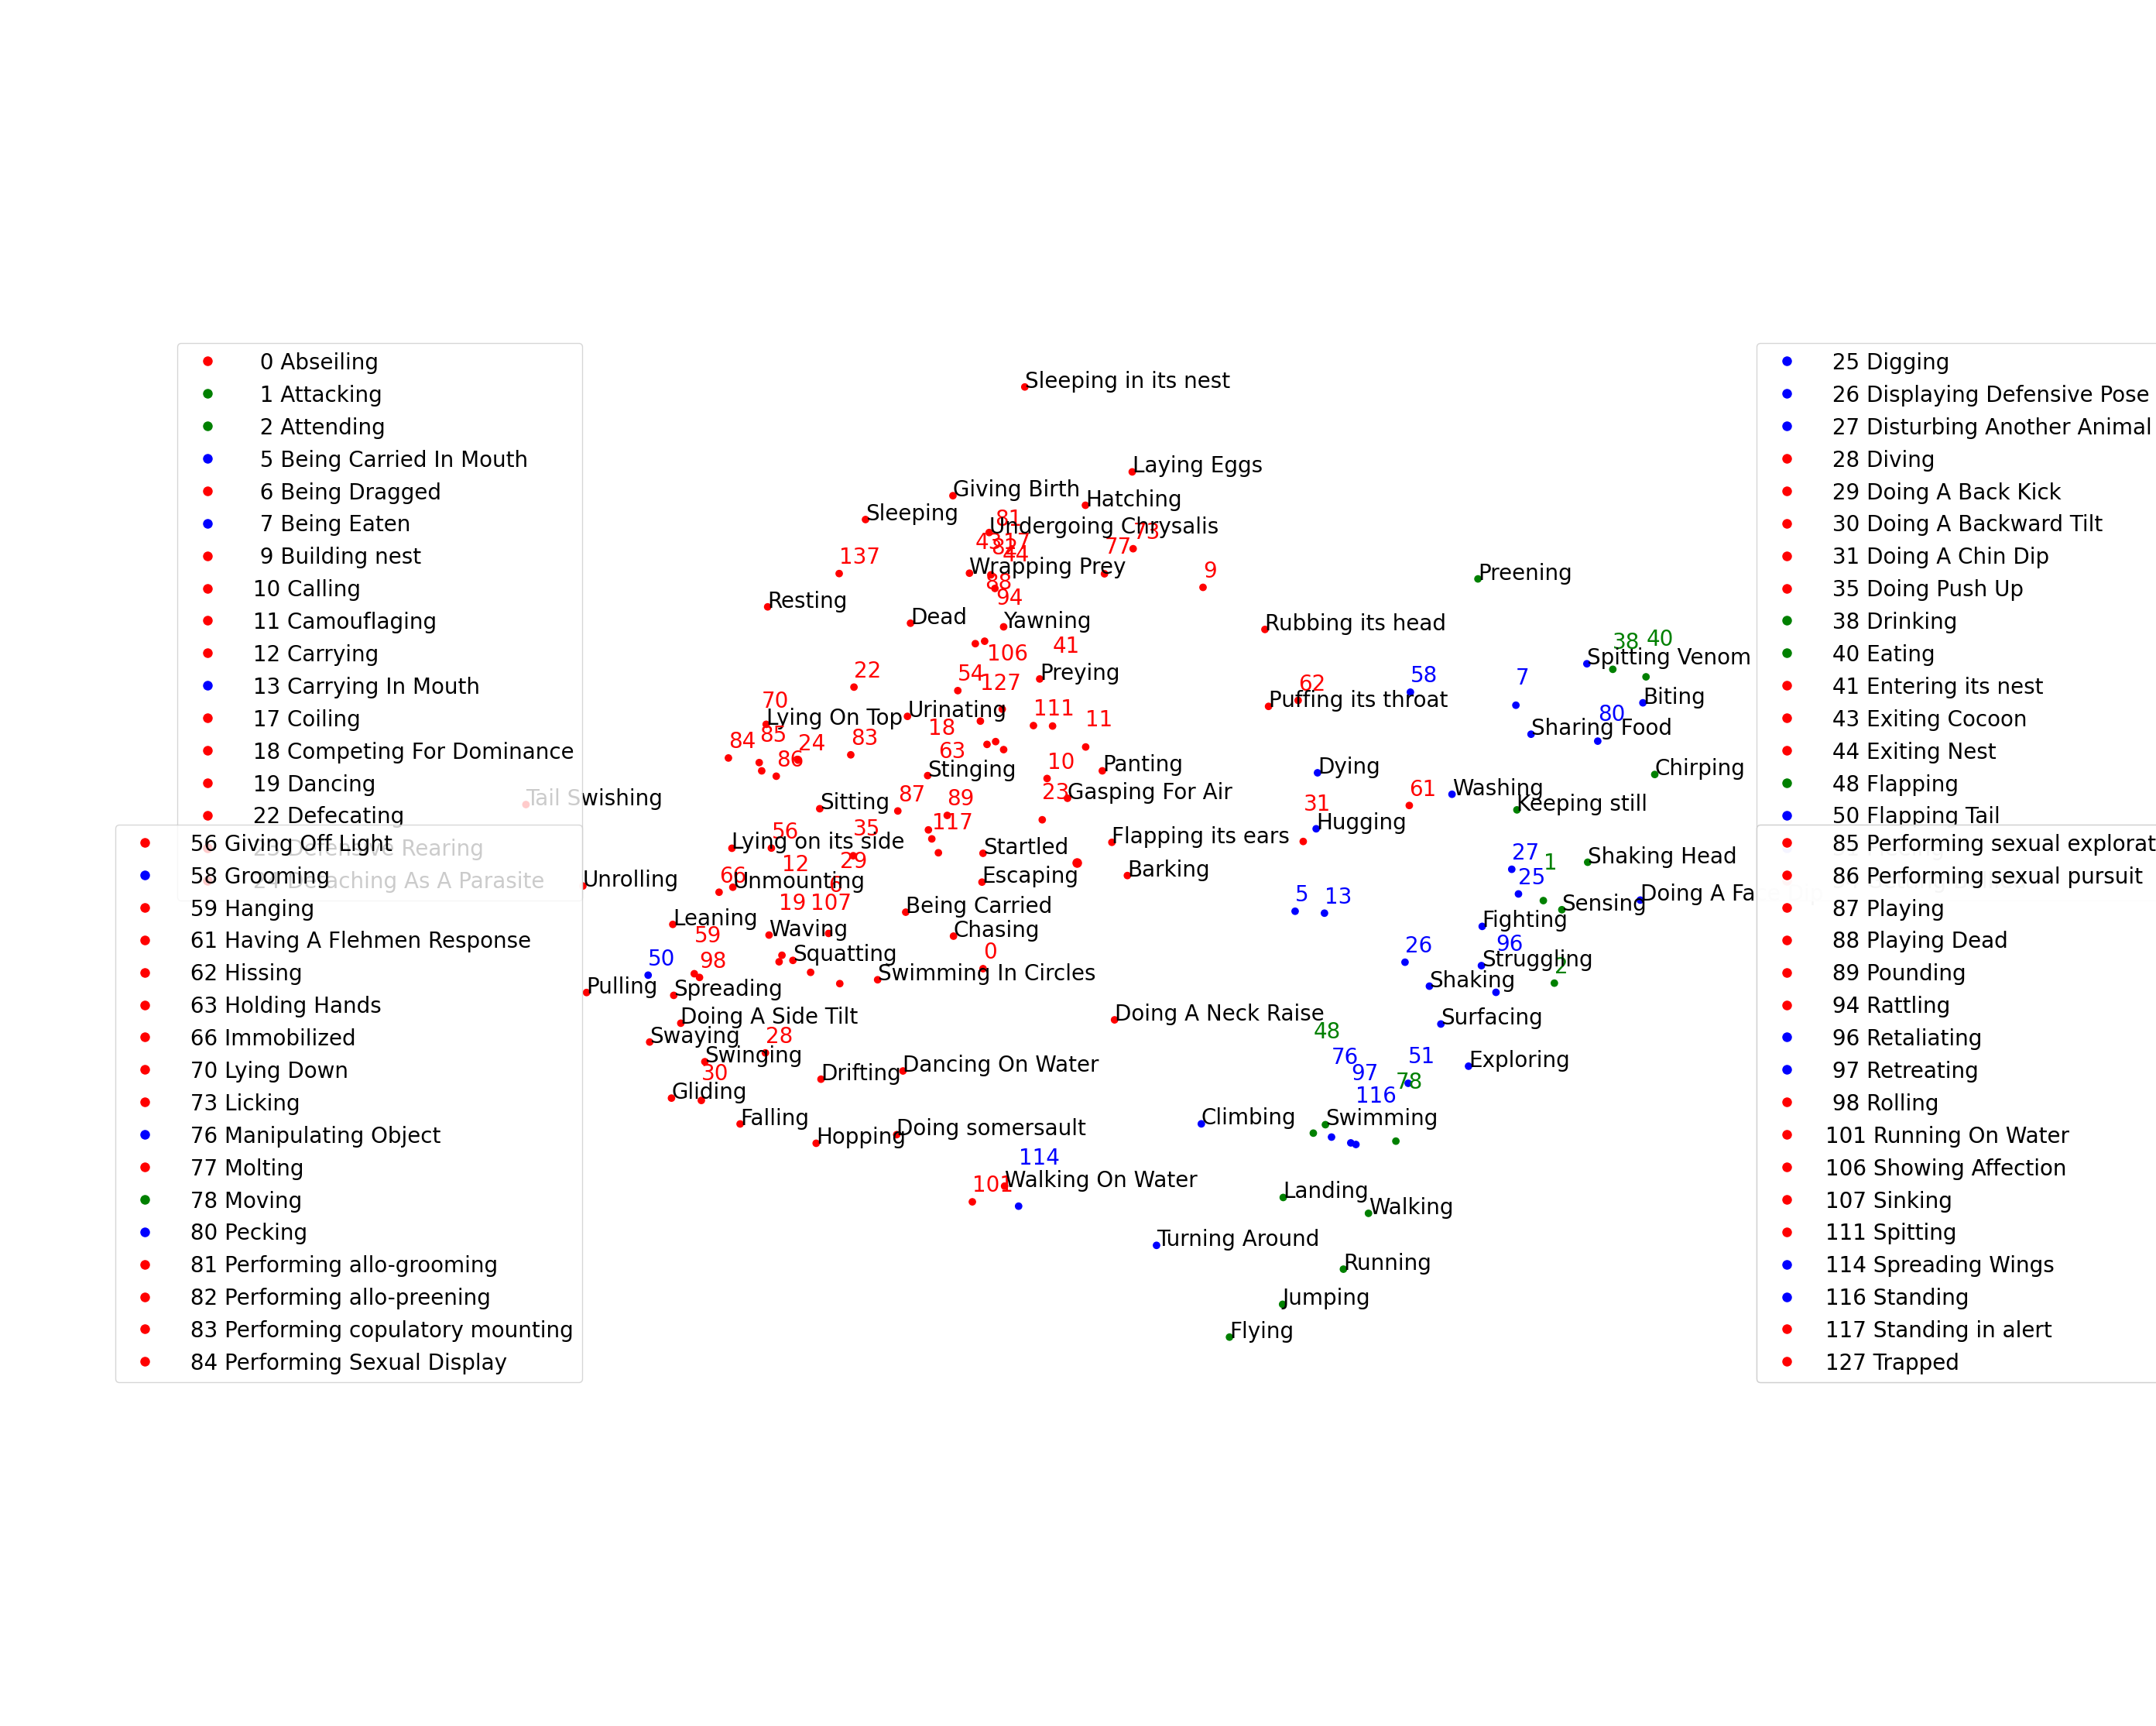 0 Abseiling
1 Attacking
2 Attending
5 Being Carried In Mouth
6 Being Dragged
7 Being Eaten
9 Building nest
10 Calling
11 Camouflaging
12 Carrying
13 Carrying In Mouth
17 Coiling
18 Competing For Dominance
19 Dancing
22 Defecating
23 Defensive Rearing
24 Detaching As A Parasite
56 Giving Off Light
58 Grooming
59 Hanging
61 Having A Flehmen Response
62 Hissing
63 Holding Hands
66 Immobilized
70 Lying Down
73 Licking
76 Manipulating Object
77 Molting
78 Moving
80 Pecking
81 Performing allo-grooming
82 Performing allo-preening
83 Performing copulatory mounting
84 Performing Sexual Display
Sleeping in its nest
Laying Eggs
Giving Birth
Hatching
Sleeping
81
Undergoing Chrysalis
73
43
17
82
44
77
137
Wrapping Prey
9
Preening
88
94
Resting
Dead
Yawning
Rubbing its head
41
106
38
40
Spitting Venom
22
54
Preying
127
62
58
7
Puffing its throat
Biting
70
Lying On Top
Urinating
111
11
80
18
Sharing Food
84
85
24
83
63
86
Stinging
10
Panting
Dying
Chirping
Tail Swishing
Sitting
87
89
23
Gasping For Air
31
61
Washing
Keeping still
56
35
117
Hugging
Lying on its side
Startled
Flapping its ears
12
29
27
1
Shaking Head
Unrolling
66
Unmounting
6
Escaping
Barking
25
19
107
Being Carried
5
13
Sensing
Doing A Fa
Leaning
59
Waving
Chasing
Fighting
50
98
Squatting
0
26
96
Struggling
2
Pulling
Spreading
Swimming In Circles
Shaking
Doing A Side Tilt
Doing A Neck Raise
Surfacing
Swaying
28
48
Swinging
76
51
Exploring
30
Drifting
Dancing On Water
97
78
Gliding
116
Falling
Hopping
Doing somersault
Climbing
Swimming
114
101
Walking On Water
Landing
Walking
Turning Around
Running
Jumping
Flying
25 Digging
26 Displaying Defensive Pose
27 Disturbing Another Animal
28 Diving
29 Doing A Back Kick
30 Doing A Backward Tilt
31 Doing A Chin Dip
35 Doing Push Up
38 Drinking
40 Eating
41 Entering its nest
43 Exiting Cocoon
44 Exiting Nest
48 Flapping
50 Flapping Tail
85 Performing sexual explorat
86 Performing sexual pursuit
87 Playing
88 Playing Dead
89 Pounding
94 Rattling
96 Retaliating
97 Retreating
98 Rolling
101 Running On Water
106 Showing Affection
107 Sinking
111 Spitting
114 Spreading Wings
116 Standing
117 Standing in alert
127 Trapped